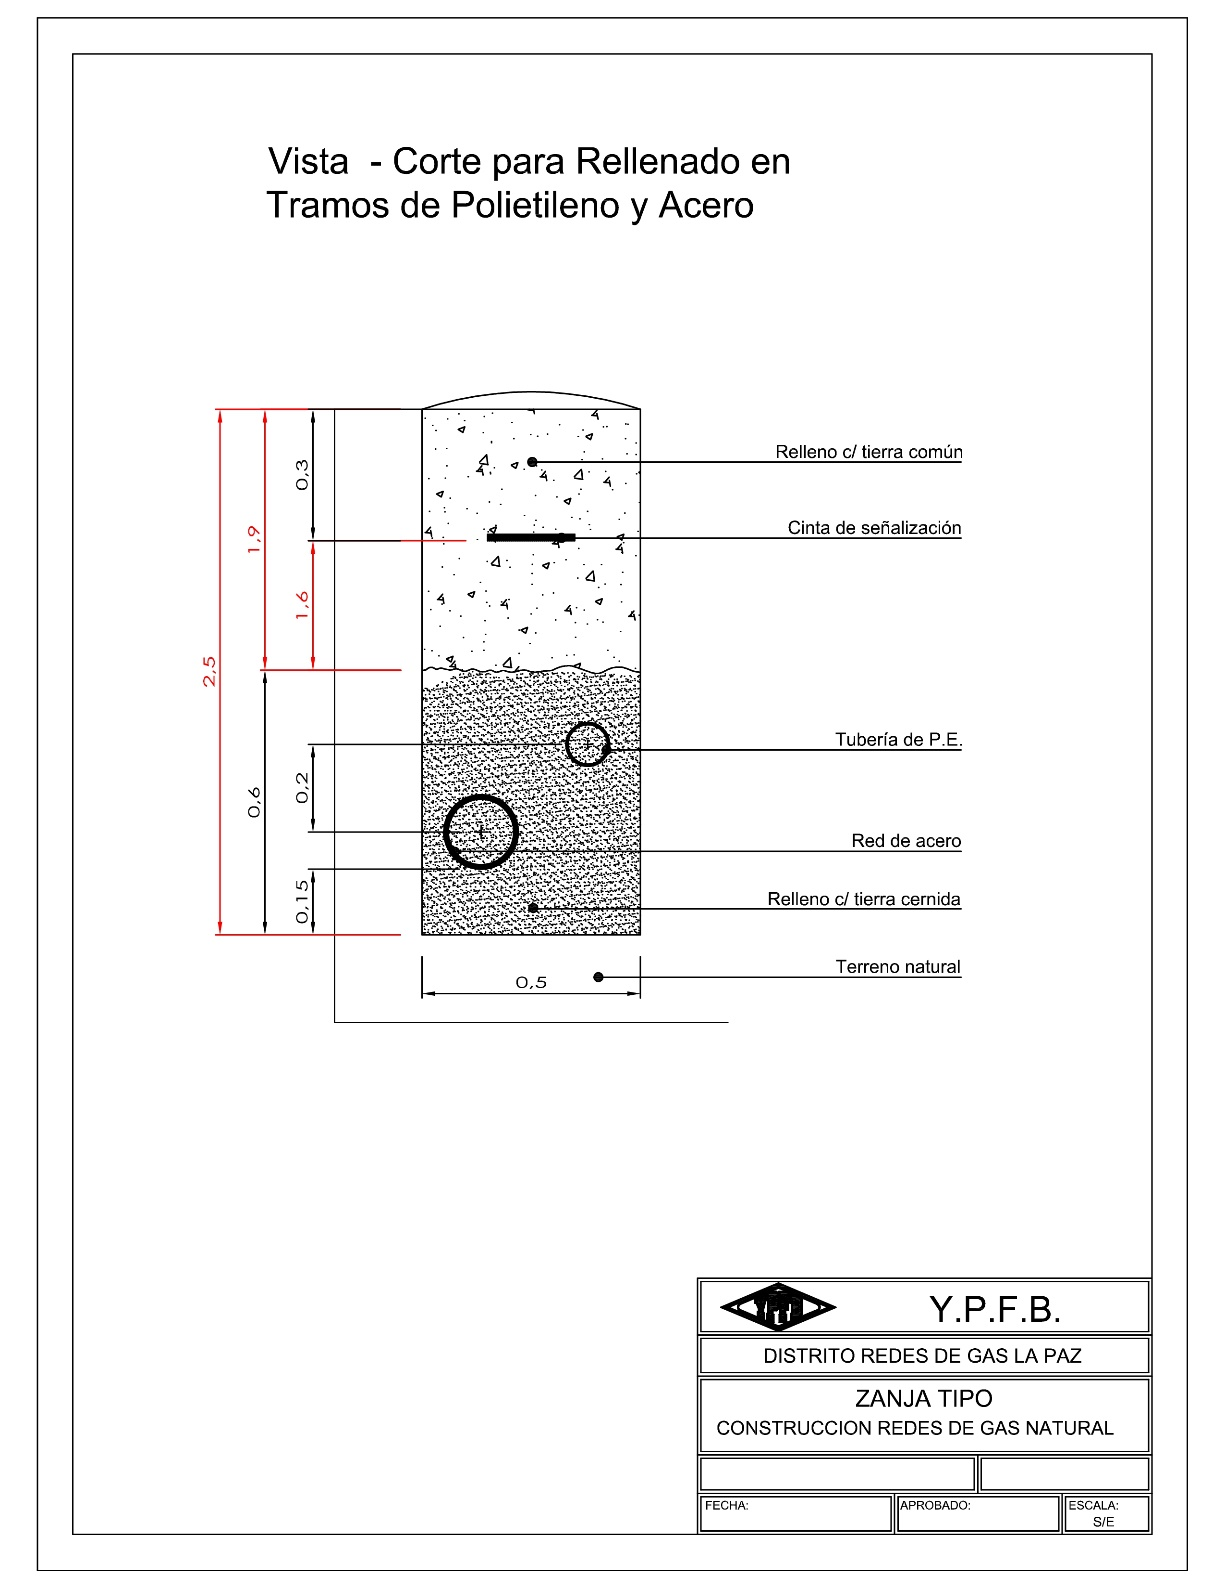 Vista - Corte para Rellenado en
Tramos de Polietileno y Acero
Relleno c/ tierra común
0,3
Cinta de señalización
1,9
1,6
2,5
Tubería de P.E.
0,2
0,6
Red de acero
0,15
Relleno c/ tierra cernida
Terreno natural
0,5
YPFB
Y.P.F.B.
DISTRITO REDES DE GAS LA PAZ
ZANJA TIPO
CONSTRUCCION REDES DE GAS NATURAL
FECHA:
APROBADO:
ESCALA:
S/E